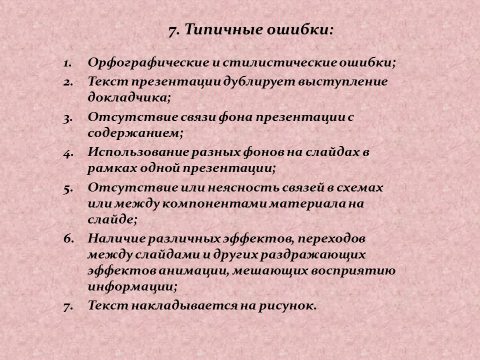 7. Типичные ошибки:
1. Орфографические и стилистические ошибки;
2. Текст презентации дублирует выступление
докладчика;
3. Отсутствие связи фона презентации с
содержанием;
4. Использование разных фонов на слайдах в
рамках одной презентации;
5. Отсутствие или неясность связей в схемах
или между компонентами материала на
слайде;
6. Наличие различных эффектов, переходов
между слайдами и других раздражающих
эффектов анимации, мешающих восприятию
информации;
7. Текст накладывается на рисунок.